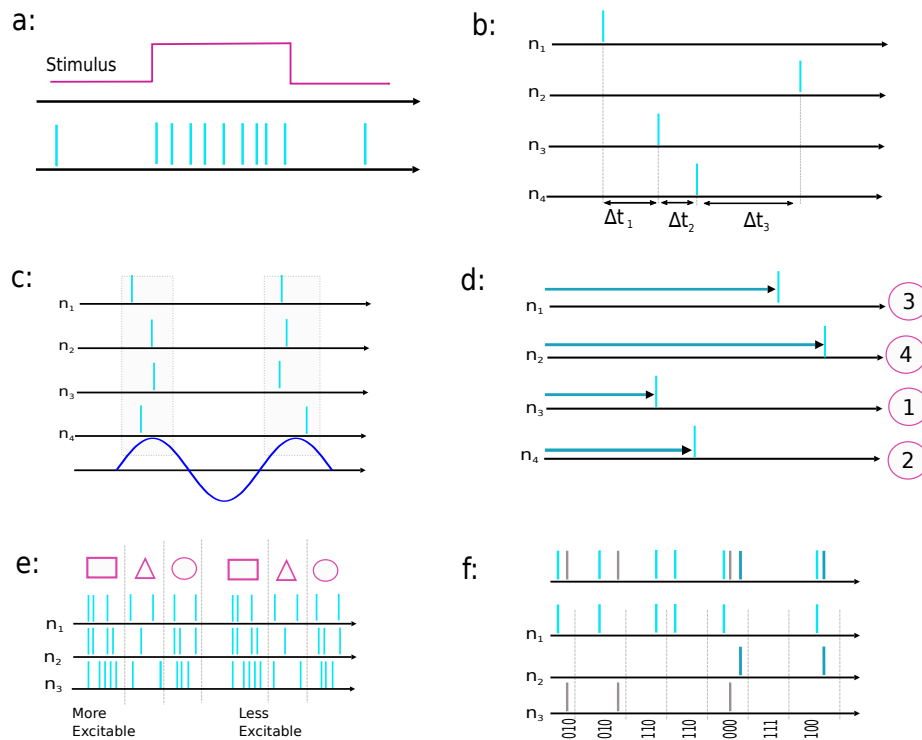 a:
Stimulus
b:
n1
n2
n3
n4
Δt1
Δt2
Δt3
c:
n1
n2
n3
n4
d:
n1
3
n2
4
n3
1
n4
2
e:
n1
n2
n3
More
Excitable
Less
Excitable
f:
n1
n2
n3
010
010
110
110
000
111
100